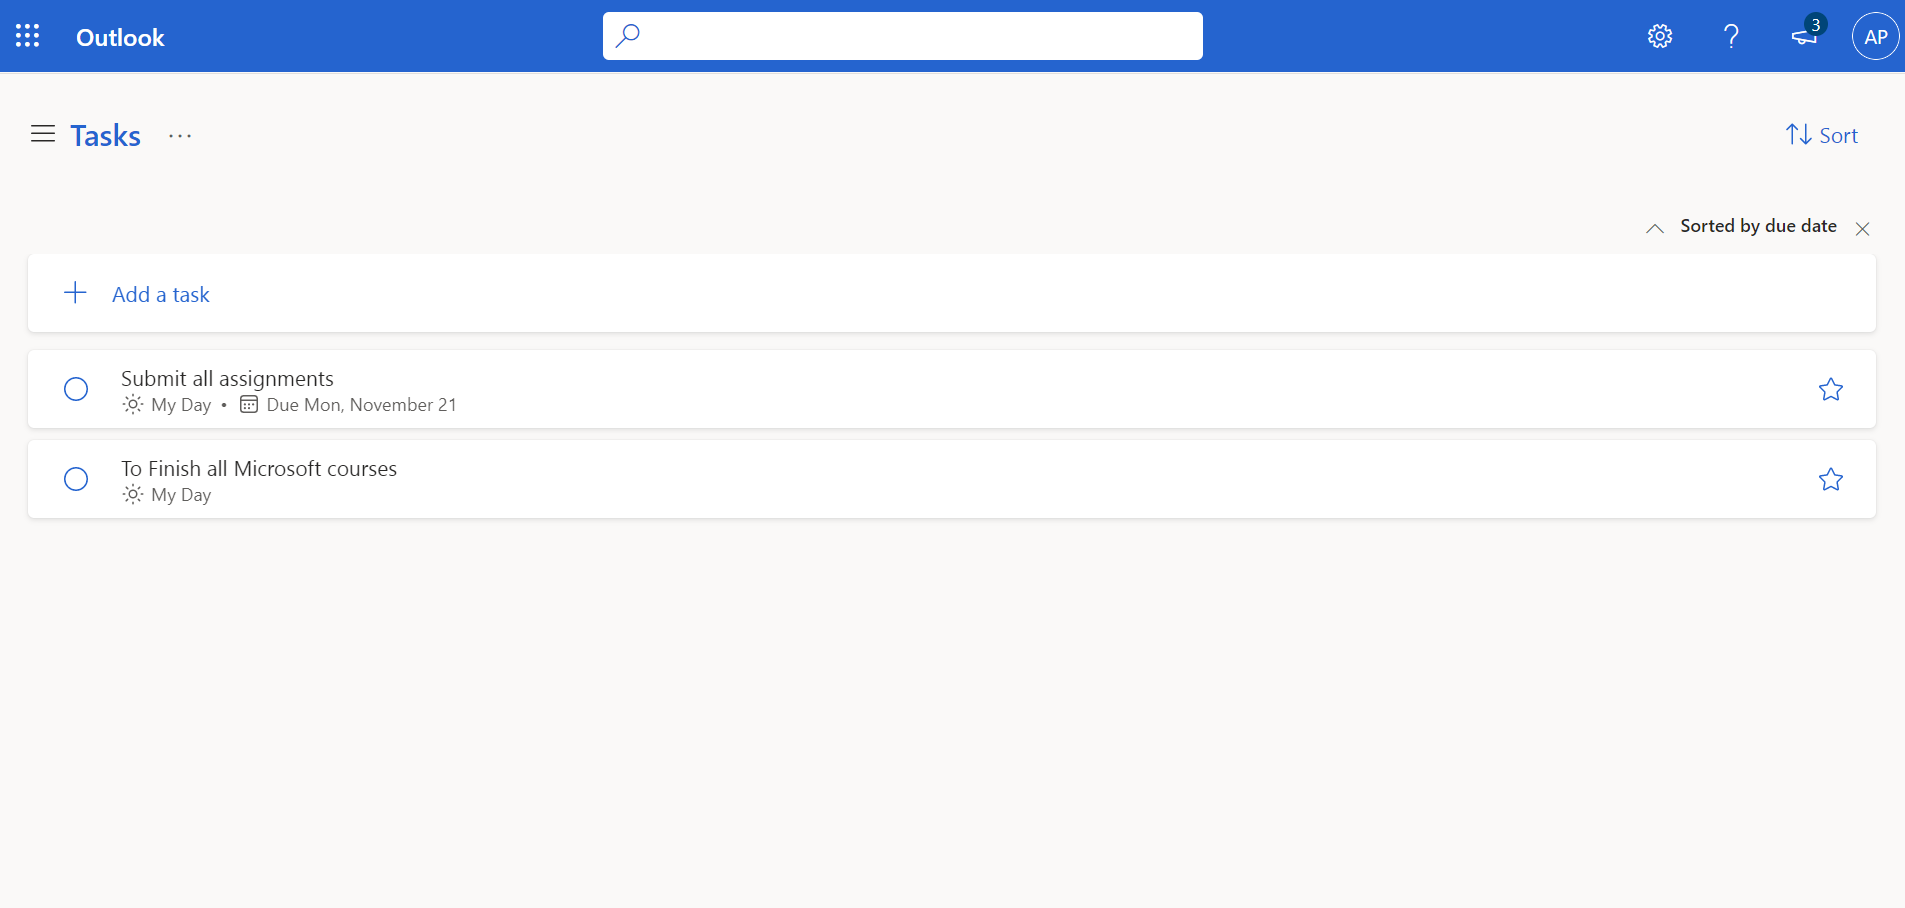 Outlook
3
AP
Tasks
Sort
Sorted by due date
Add a task
Submit all assignments
My Day • Due Mon, November 21
To Finish all Microsoft courses
My Day